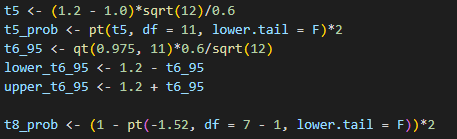 t5 <- (1.2 - 1.0)*sqrt(12)/0.6
t5_prob <- pt(t5, df = 11, lower.tail = F)*2
t6_95 <- qt(0.975, 11)*0.6/sqrt(12)
lower_t6_95 <- 1.2 - t6_95
upper_t6_95 <- 1.2 + t6_95
t8_prob <- (1 - pt(-1.52, df = 7 - 1, lower.tail = F))*2